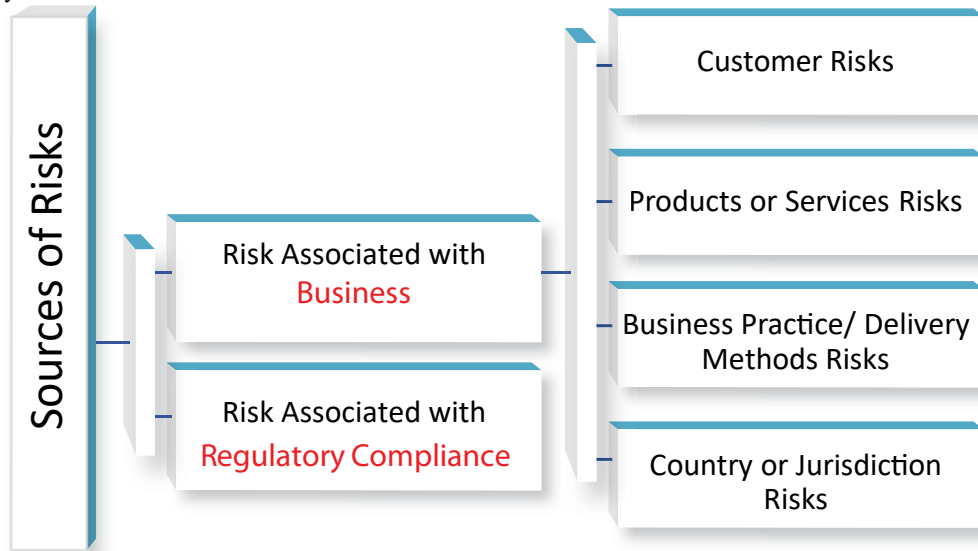 Sources of Risks
Risk Associated with
Business
Risk Associated with
Regulatory Compliance
Customer Risks
Products or Services Risks
Business Practice/ Delivery
Methods Risks
Country or Jurisdiction
Risks